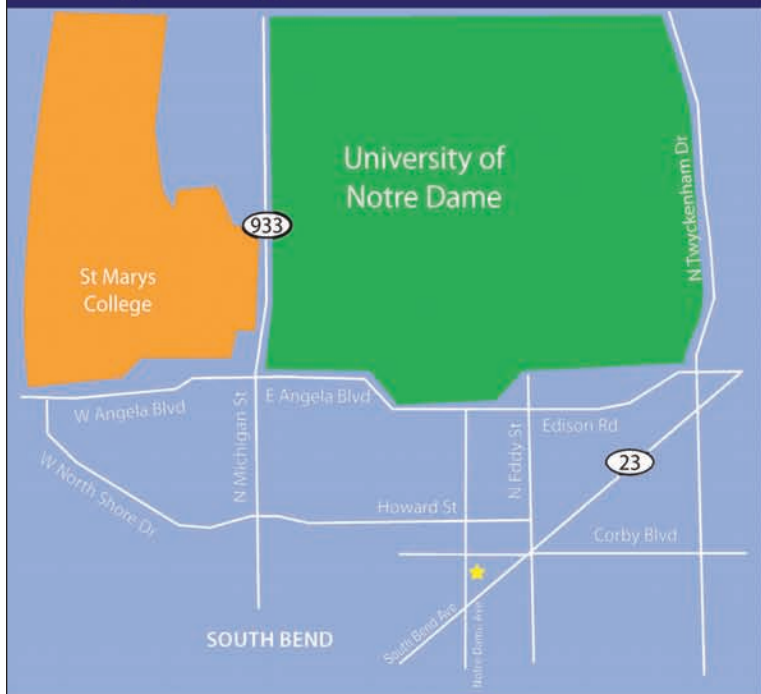 University of
Notre Dame
N Twyckenham Dr
933
St Marys
College
E Angela Blvd
W Angela Blvd
N Michigan St
N Eddy St
Edison Rd
W North Shore Dr
23
Howard St
Corby Blvd
South Bend Ave
Notre Dame Ave
SOUTH BEND